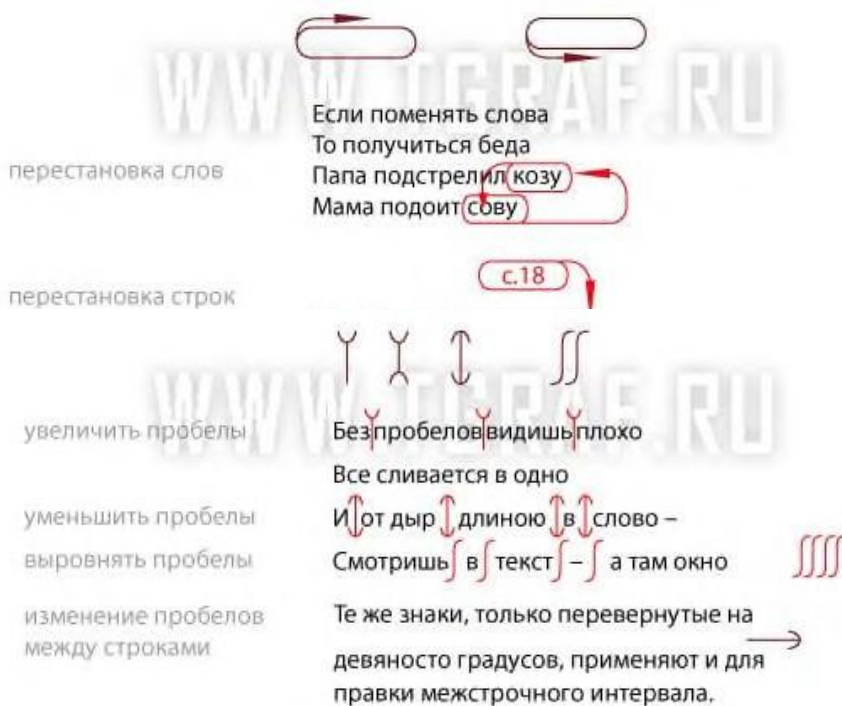 WWW.TGRAF.RU
Если поменять слова
То получиться беда
перестановка слов
Папа подстрелил козу
Мама подоит сову
с.18
перестановка строк
WWW.TGRAF.RU
увеличить пробелы
Без пробелов видишь плохо
Все сливается в одно
уменьшить пробелы
И от дыр длиною в слово –
выровнять пробелы
Смотришь в текст – а там окно
изменение пробелов
между строками
Те же знаки, только перевернутые на
девяносто градусов, применяют и для
правки межстрочного интервала.